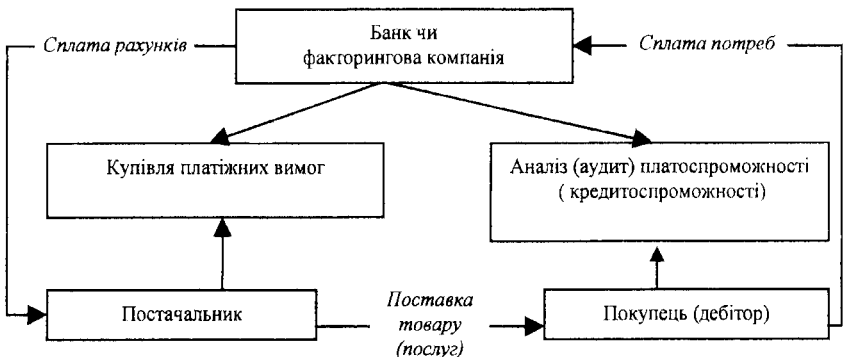 Сплата рахунків
Банк чи
факторингова компанія
Сплата потреб
Купівля платіжних вимог
Аналіз (аудит) платоспроможності
( кредитоспроможності)
Постачальник
Поставка
товару
(послуг)
Покупець (дебітор)